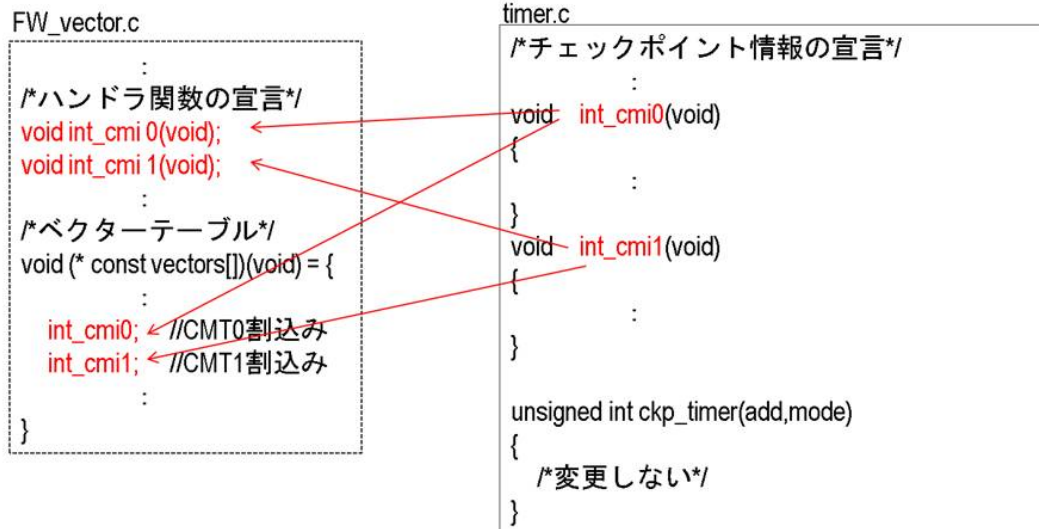 FW_vector.c
:
/*ハンドラ関数の宣言*/
void int_cmi 0(void);
void int_cmi 1(void);
:
/*ベクターテーブル*/
void (* const vectors[])(void) = {
:
int_cmi0; //CMT0割込み
int_cmi1; //CMT1割込み
:
}
timer.c
/*チェックポイント情報の宣言*/
:
void int_cmi0(void)
{
:
}
void int_cmi1(void)
{
:
}
unsigned int ckp_timer(add,mode)
{
/*変更しない*/
}